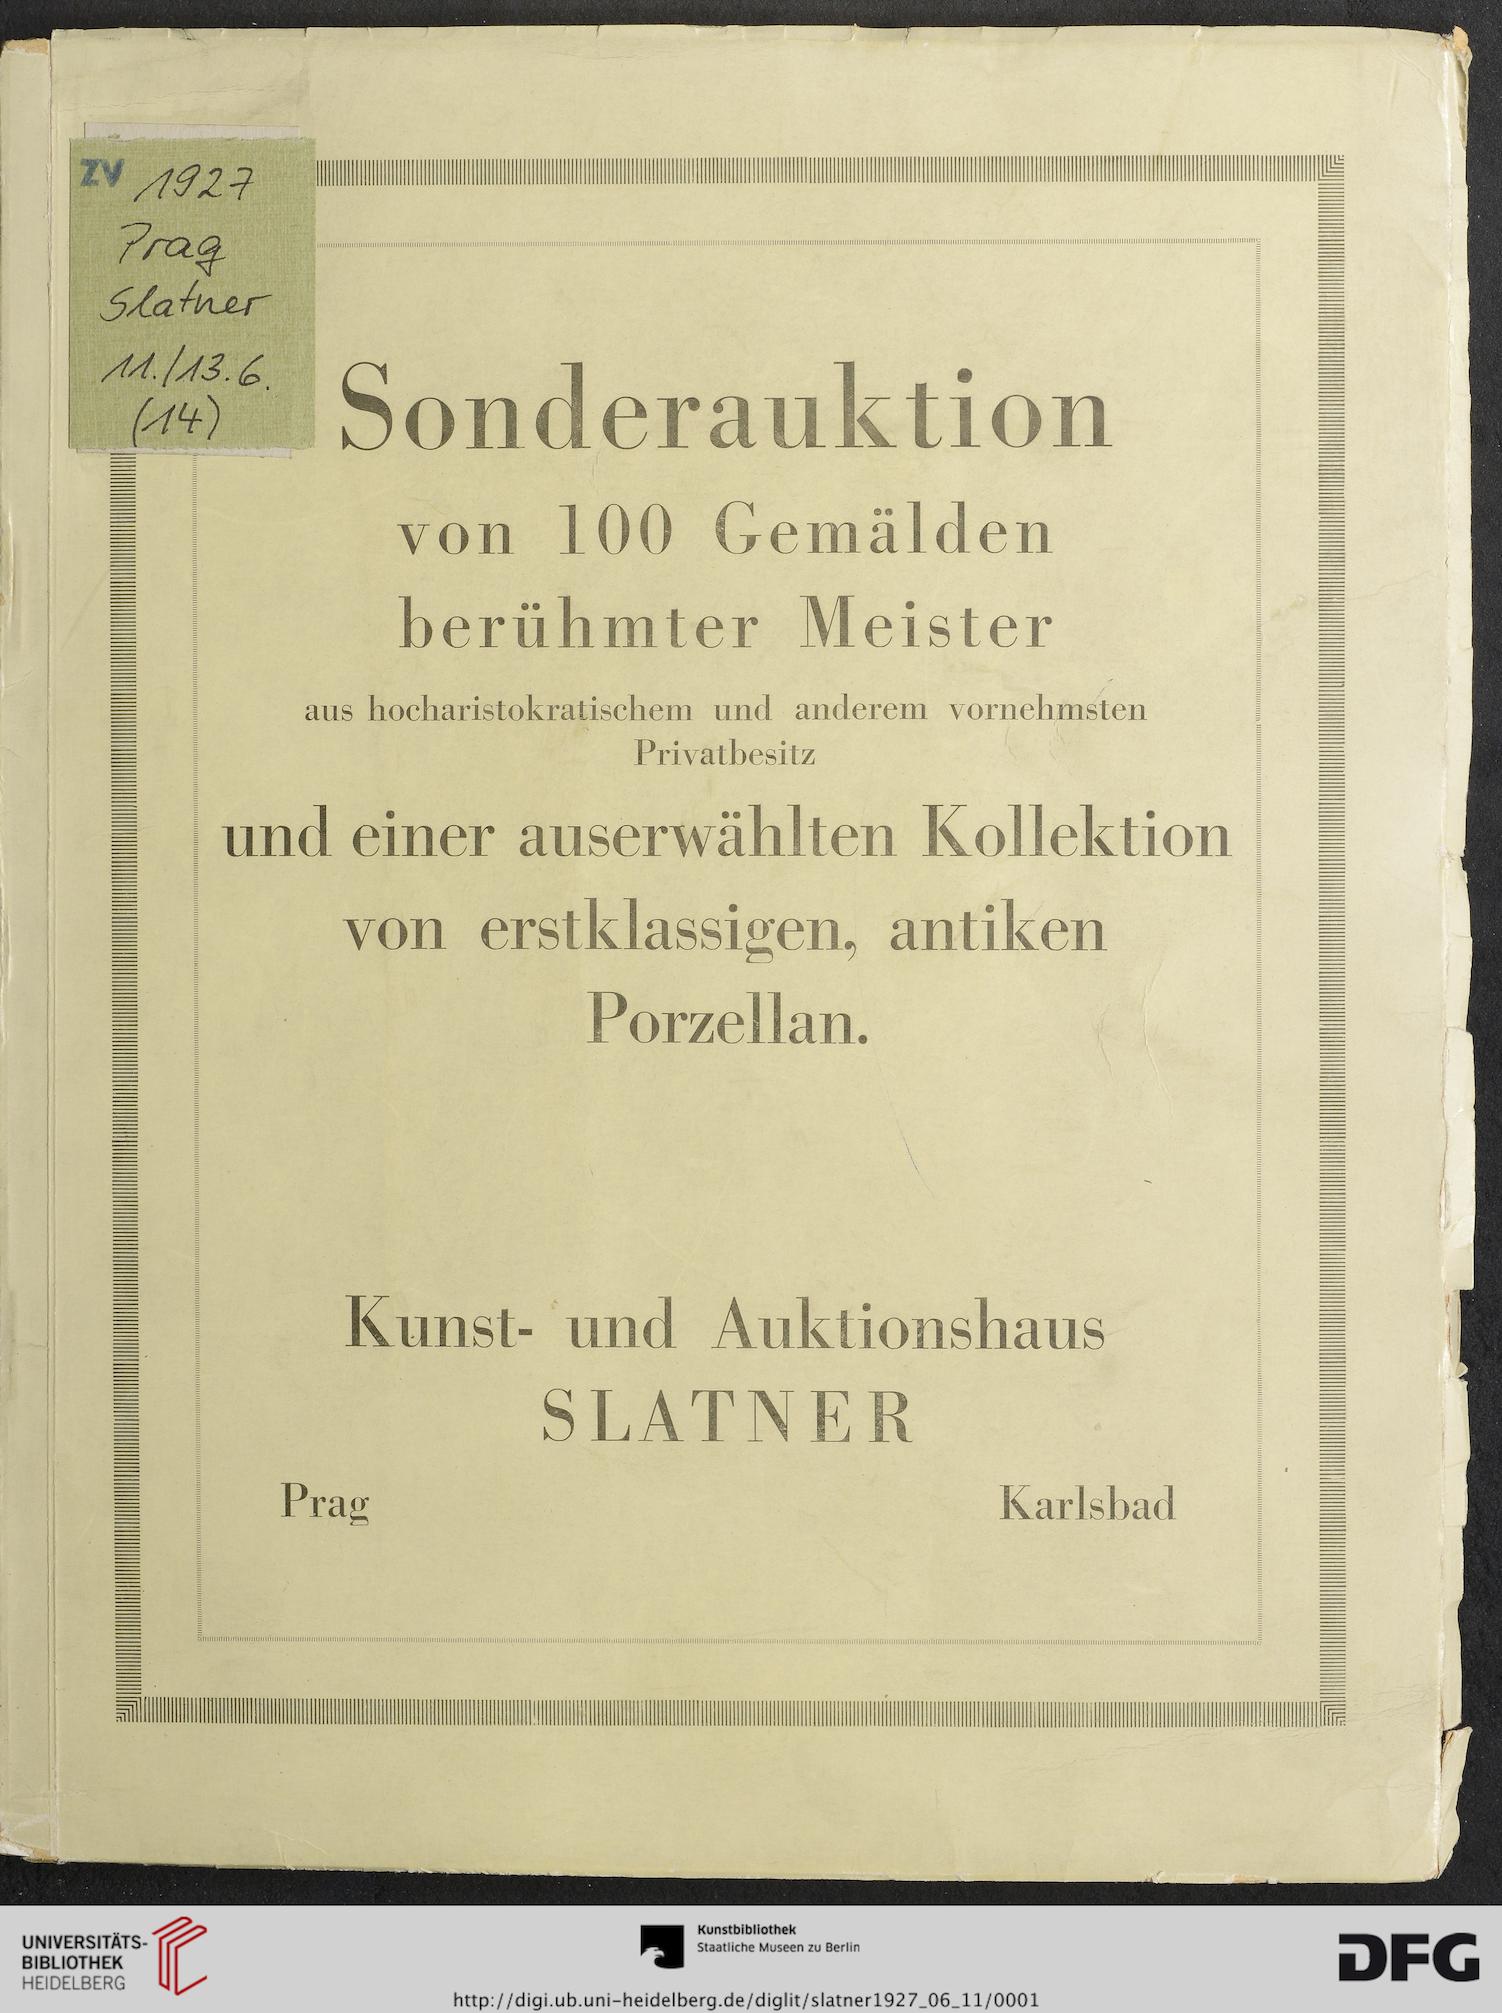 ZV 1927
Prag
Slatner
11./13.6.
(14)
Sonderauktion
von 100 Gemälden
berühmter Meister
aus hocharistokratischem und anderem vornehmsten
Privatbesitz
und einer auserwählten Kollektion
von erstklassigen, antiken
Porzellan.
Kunst- und Auktionshaus
SLATNER
Prag Karlsbad
UNIVERSITÄTS-
BIBLIOTHEK
HEIDELBERG
Kunstbibliothek
Staatliche Museen zu Berlin
DFG
http://digi.ub.uni-heidelberg.de/diglit/slatner1927_06_11/0001